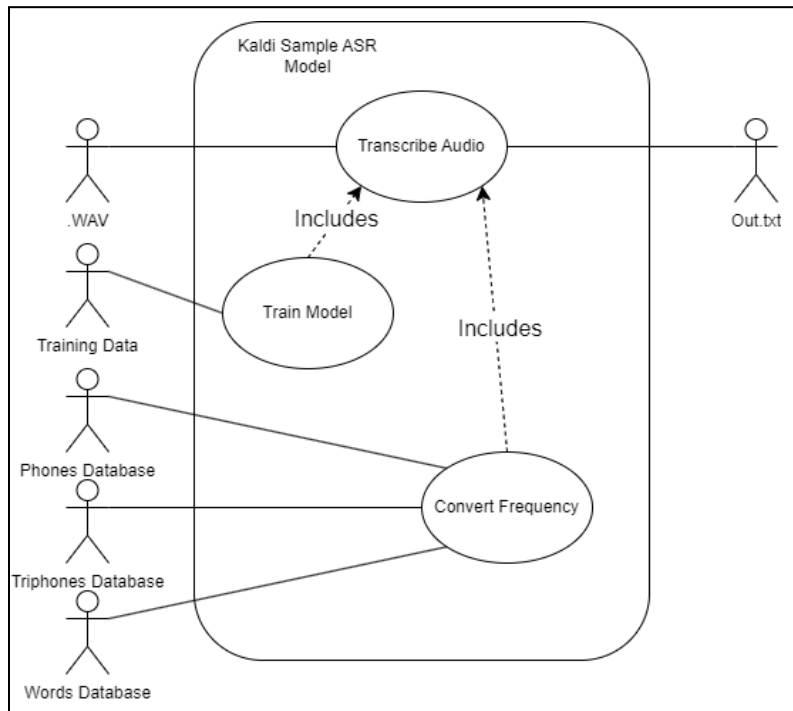 Kaldi Sample ASR
Model
Transcribe Audio
.WAV
Out.txt
Includes
Train Model
Training Data
Includes
Phones Database
Convert Frequency
Triphones Database
Words Database